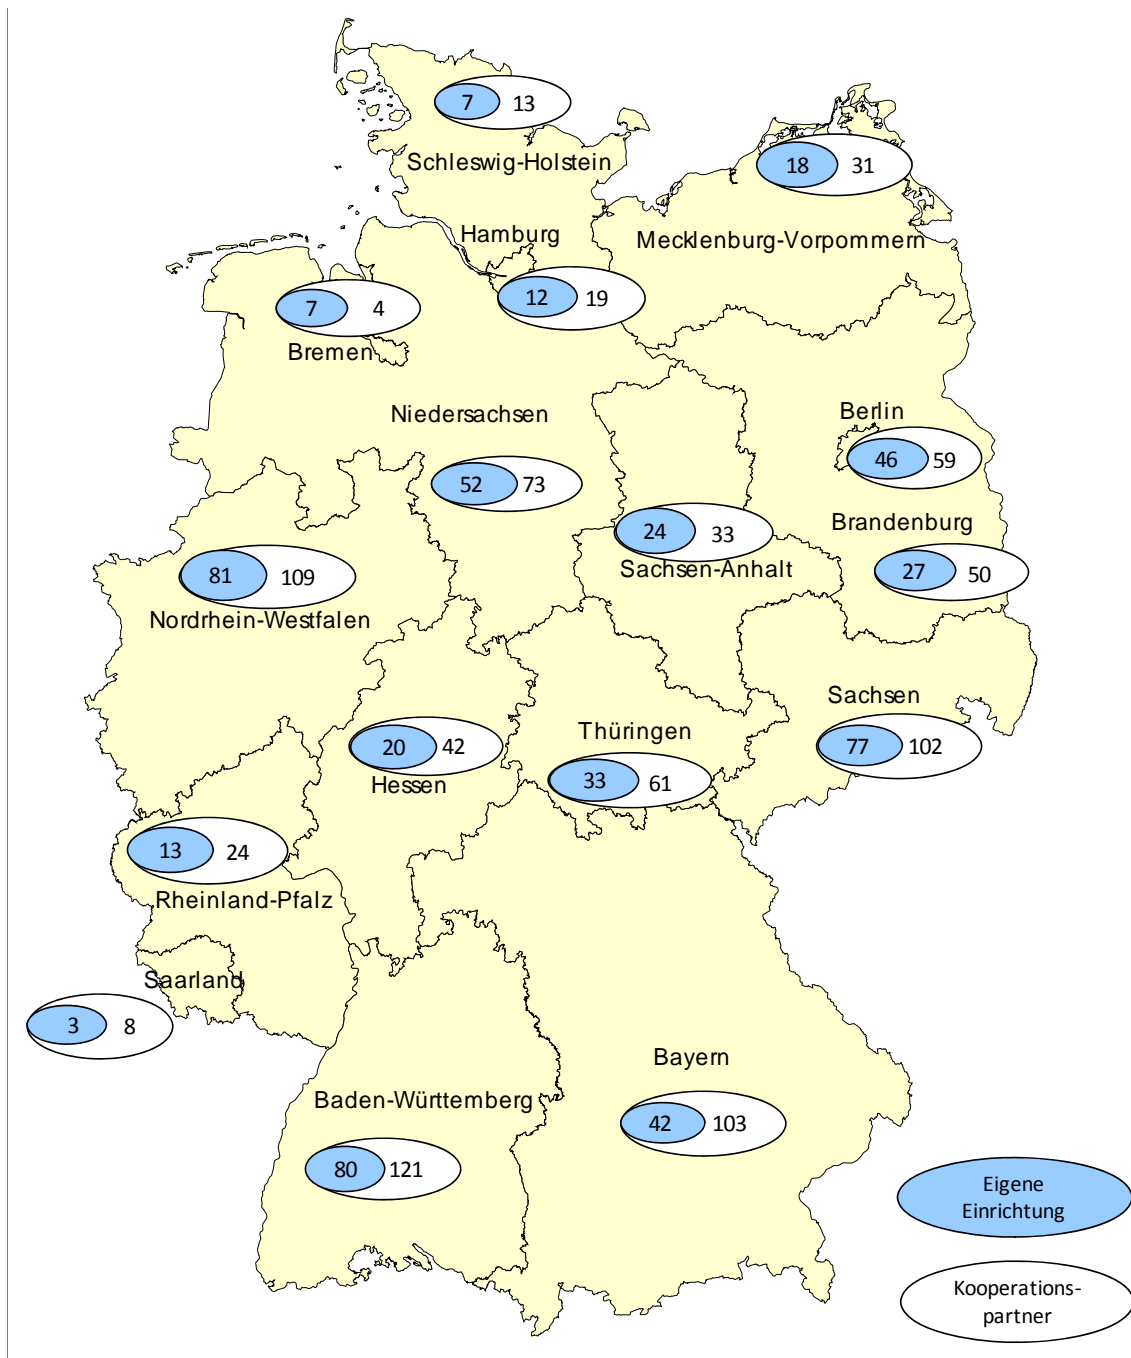 7 13
Schleswig-Holstein
18 31
Mecklenburg-Vorpommern
Hamburg
12 19
7 4
Bremen
Niedersachsen
52 73
Berlin
46 59
Brandenburg
27 50
24 33
Sachsen-Anhalt
81 109
Nordrhein-Westfalen
Sachsen
77 102
Thüringen
33 61
20 42
Hessen
13 24
Rheinland-Pfalz
Saarland
3 8
Bayern
42 103
Baden-Württemberg
80 121
Eigene
Einrichtung
Kooperations-
partner